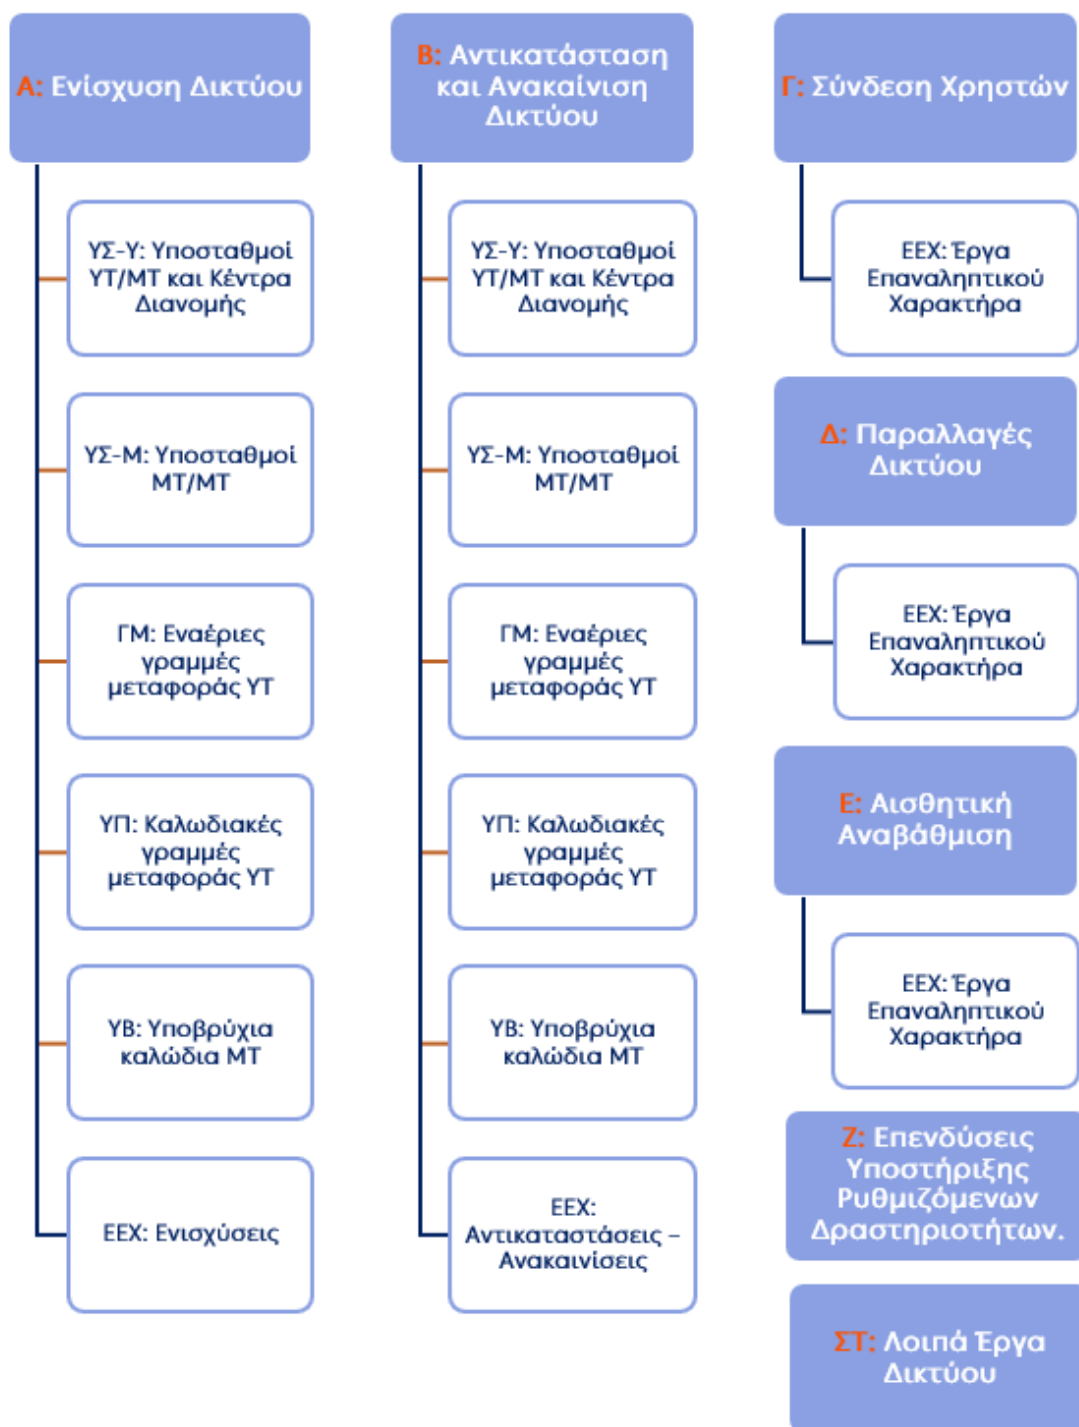 Α: Ενίσχυση Δικτύου
ΥΣ-Υ: Υποσταθμοί
ΥΤ/ΜΤ και Κέντρα
Διανομής
ΥΣ-Μ: Υποσταθμοί
ΜΤ/ΜΤ
ΓΜ: Εναέριες
γραμμές
μεταφοράς ΥΤ
ΥΠ: Καλωδιακές
γραμμές
μεταφοράς ΥΤ
ΥΒ: Υποβρύχια
καλώδια ΜΤ
ΕΕΧ: Ενισχύσεις
Β: Αντικατάσταση
και Ανακαίνιση
Δικτύου
ΥΣ-Υ: Υποσταθμοί
ΥΤ/ΜΤ και Κέντρα
Διανομής
ΥΣ-Μ: Υποσταθμοί
ΜΤ/ΜΤ
ΓΜ: Εναέριες
γραμμές
μεταφοράς ΥΤ
ΥΠ: Καλωδιακές
γραμμές
μεταφοράς ΥΤ
ΥΒ: Υποβρύχια
καλώδια ΜΤ
ΕΕΧ:
Αντικαταστάσεις –
Ανακαινίσεις
Γ: Σύνδεση Χρηστών
ΕΕΧ: Έργα
Επαναληπτικού
Χαρακτήρα
Δ: Παραλλαγές
Δικτύου
ΕΕΧ: Έργα
Επαναληπτικού
Χαρακτήρα
Ε: Αισθητική
Αναβάθμιση
ΕΕΧ: Έργα
Επαναληπτικού
Χαρακτήρα
Ζ: Επενδύσεις
Υποστήριξης
Ρυθμιζόμενων
Δραστηριοτήτων.
ΣΤ: Λοιπά Έργα
Δικτύου